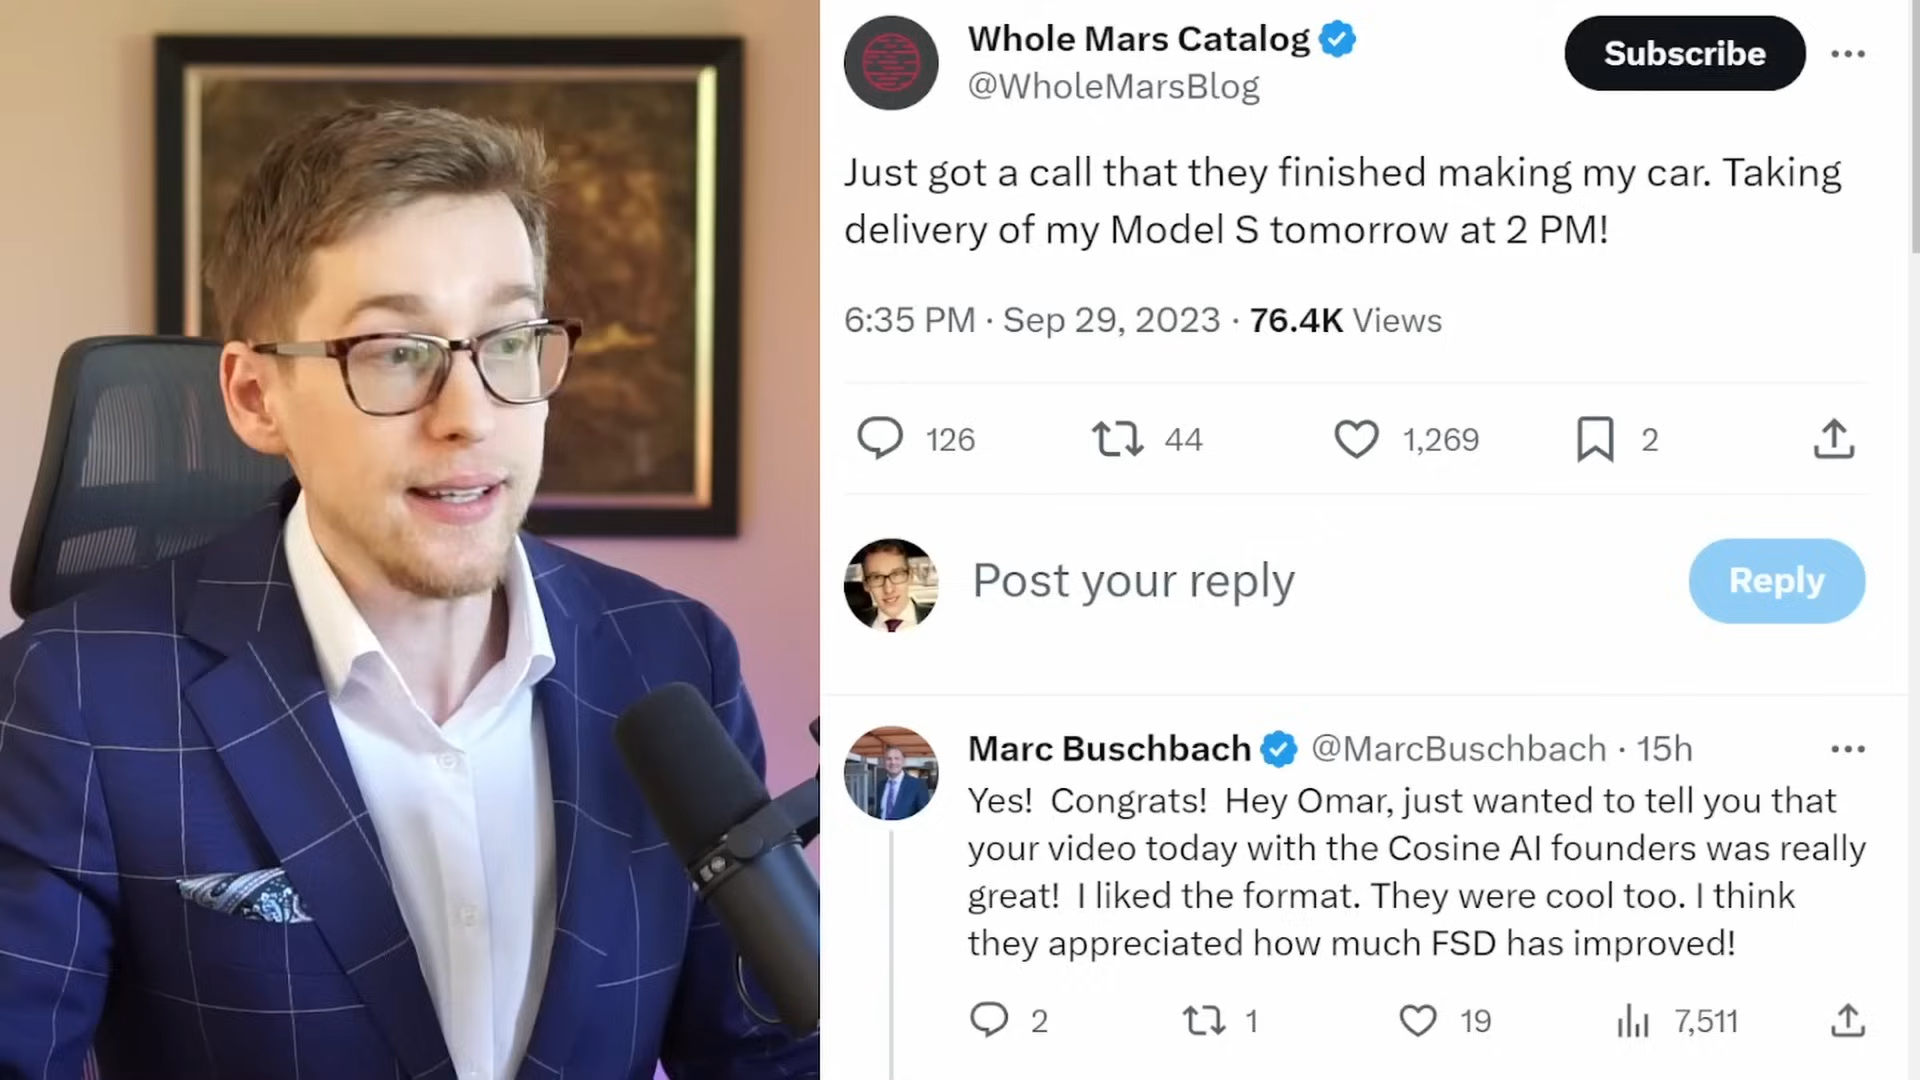 Whole Mars Catalog
@WholeMarsBlog
Subscribe
Just got a call that they finished making my car. Taking
delivery of my Model S tomorrow at 2 PM!
6:35 PM · Sep 29, 2023 · 76.4K Views
126 44 1,269 2
Post your reply
Reply
Marc Buschbach @MarcBuschbach · 15h
Yes!  Congrats!  Hey Omar, just wanted to tell you that
your video today with the Cosine AI founders was really
great!  I liked the format. They were cool too. I think
they appreciated how much FSD has improved!
2 1 19 7,511